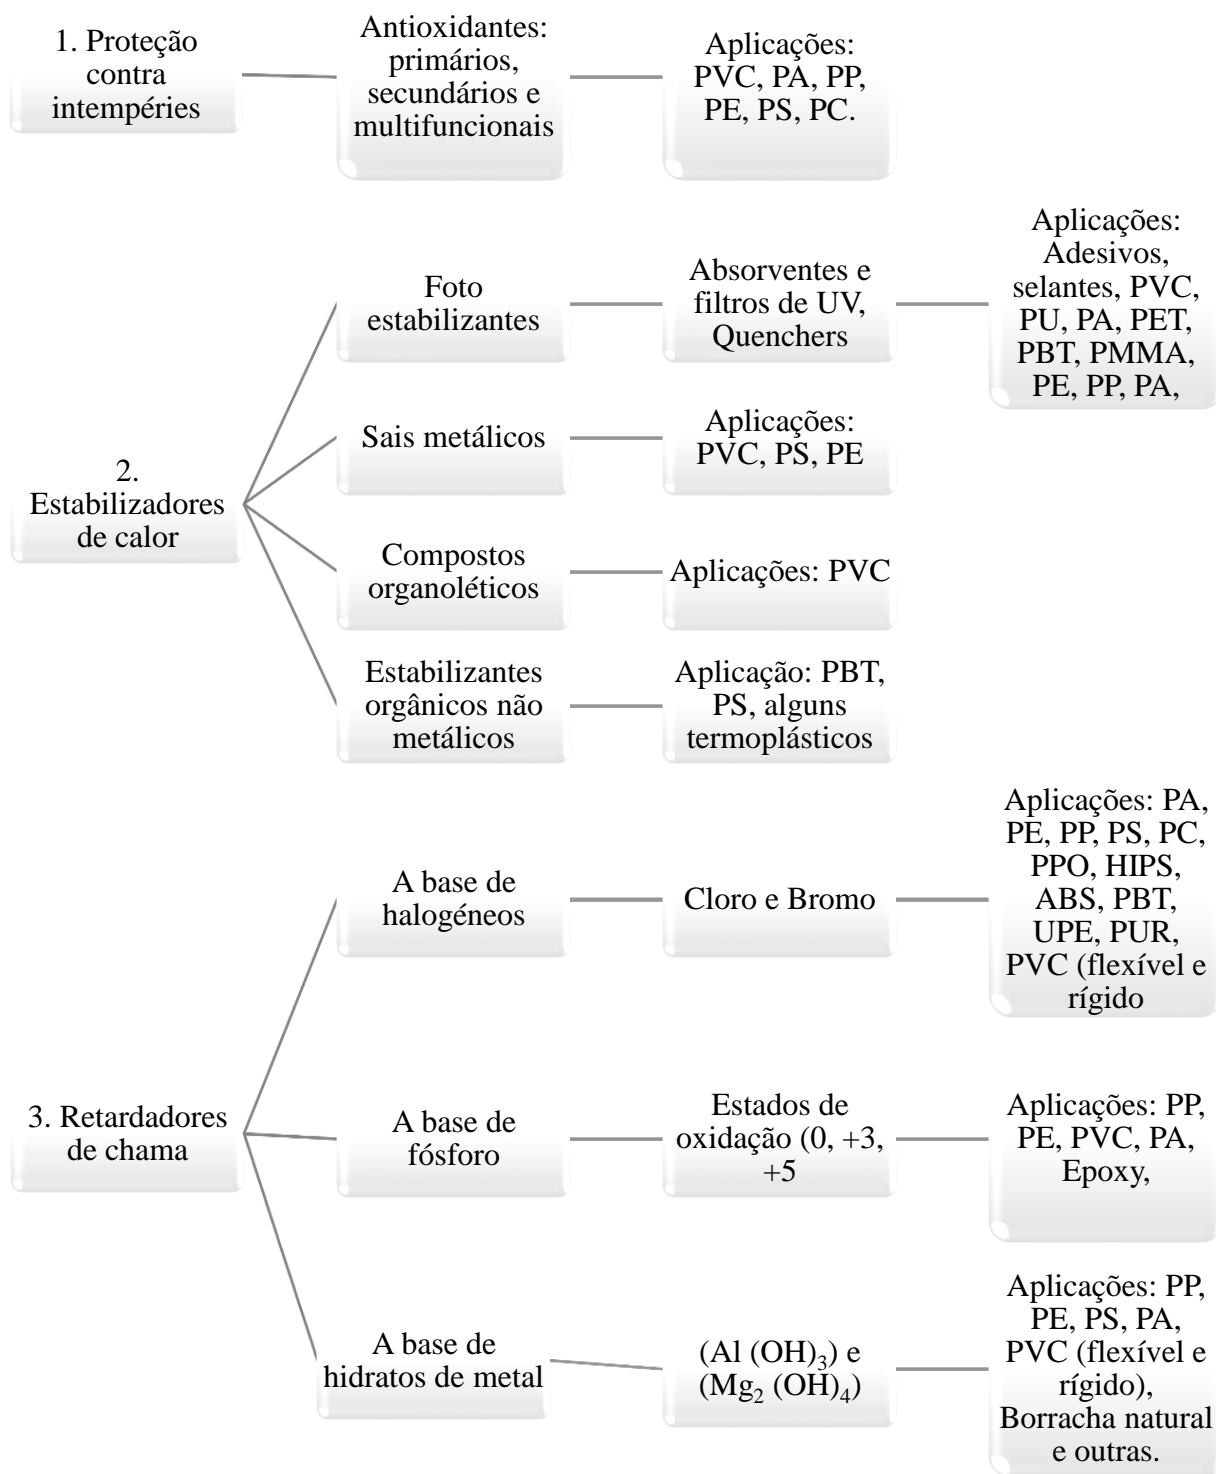 1. Proteção
contra
intempéries
Antioxidantes:
primários,
secundários e
multifuncionais
Aplicações:
PVC, PA, PP,
PE, PS, PC.
2.
Estabilizadores
de calor
Foto
estabilizantes
Absorventes e
filtros de UV,
Quenchers
Aplicações:
Adesivos,
selantes, PVC,
PU, PA, PET,
PBT, PMMA,
PE, PP, PA,
Sais metálicos
Aplicações:
PVC, PS, PE
Compostos
organoléticos
Aplicações: PVC
Estabilizantes
orgânicos não
metálicos
Aplicação: PBT,
PS, alguns
termoplásticos
3. Retardadores
de chama
A base de
halogéneos
Cloro e Bromo
Aplicações: PA,
PE, PP, PS, PC,
PPO, HIPS,
ABS, PBT,
UPE, PUR,
PVC (flexível e
rígido
A base de
fósforo
Estados de
oxidação (0, +3,
+5
Aplicações: PP,
PE, PVC, PA,
Epoxy,
A base de
hidratos de metal
(Al (OH)₃) e
(Mg₂ (OH)₄)
Aplicações: PP,
PE, PS, PA,
PVC (flexível e
rígido),
Borracha natural
e outras.